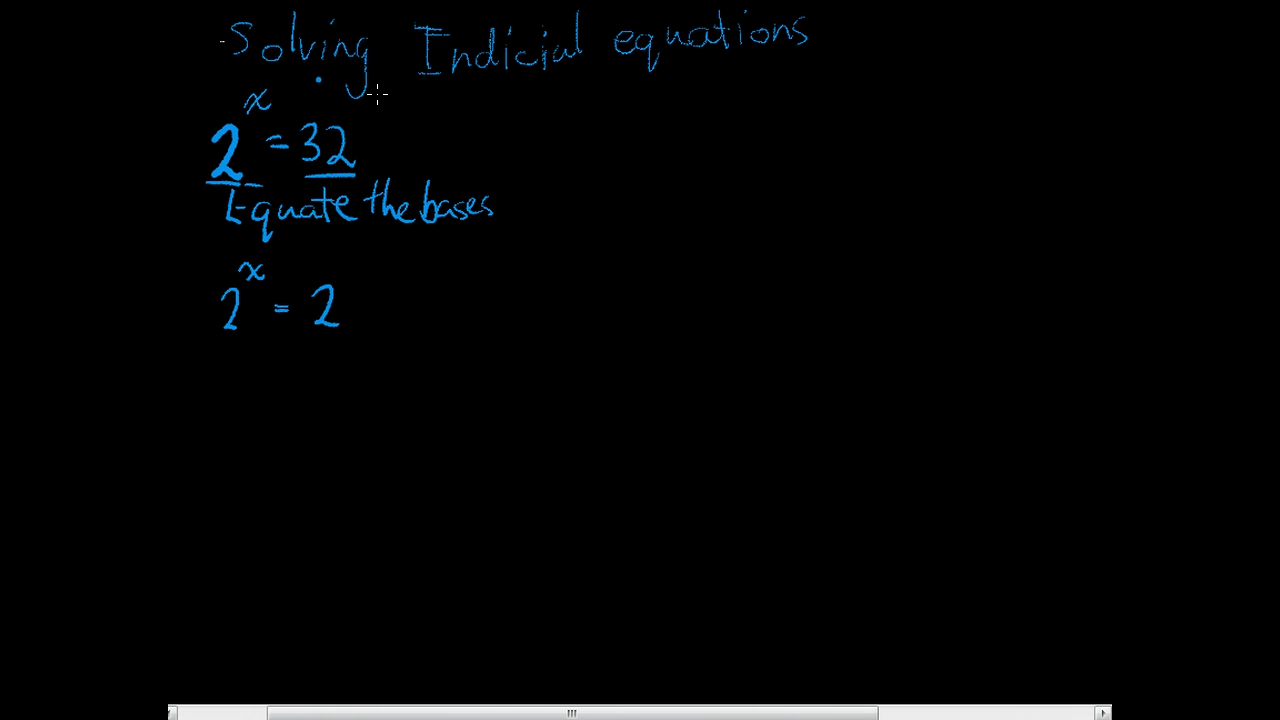 Solving Indicial equations
2^x = 32
Equate the bases
2^x = 2